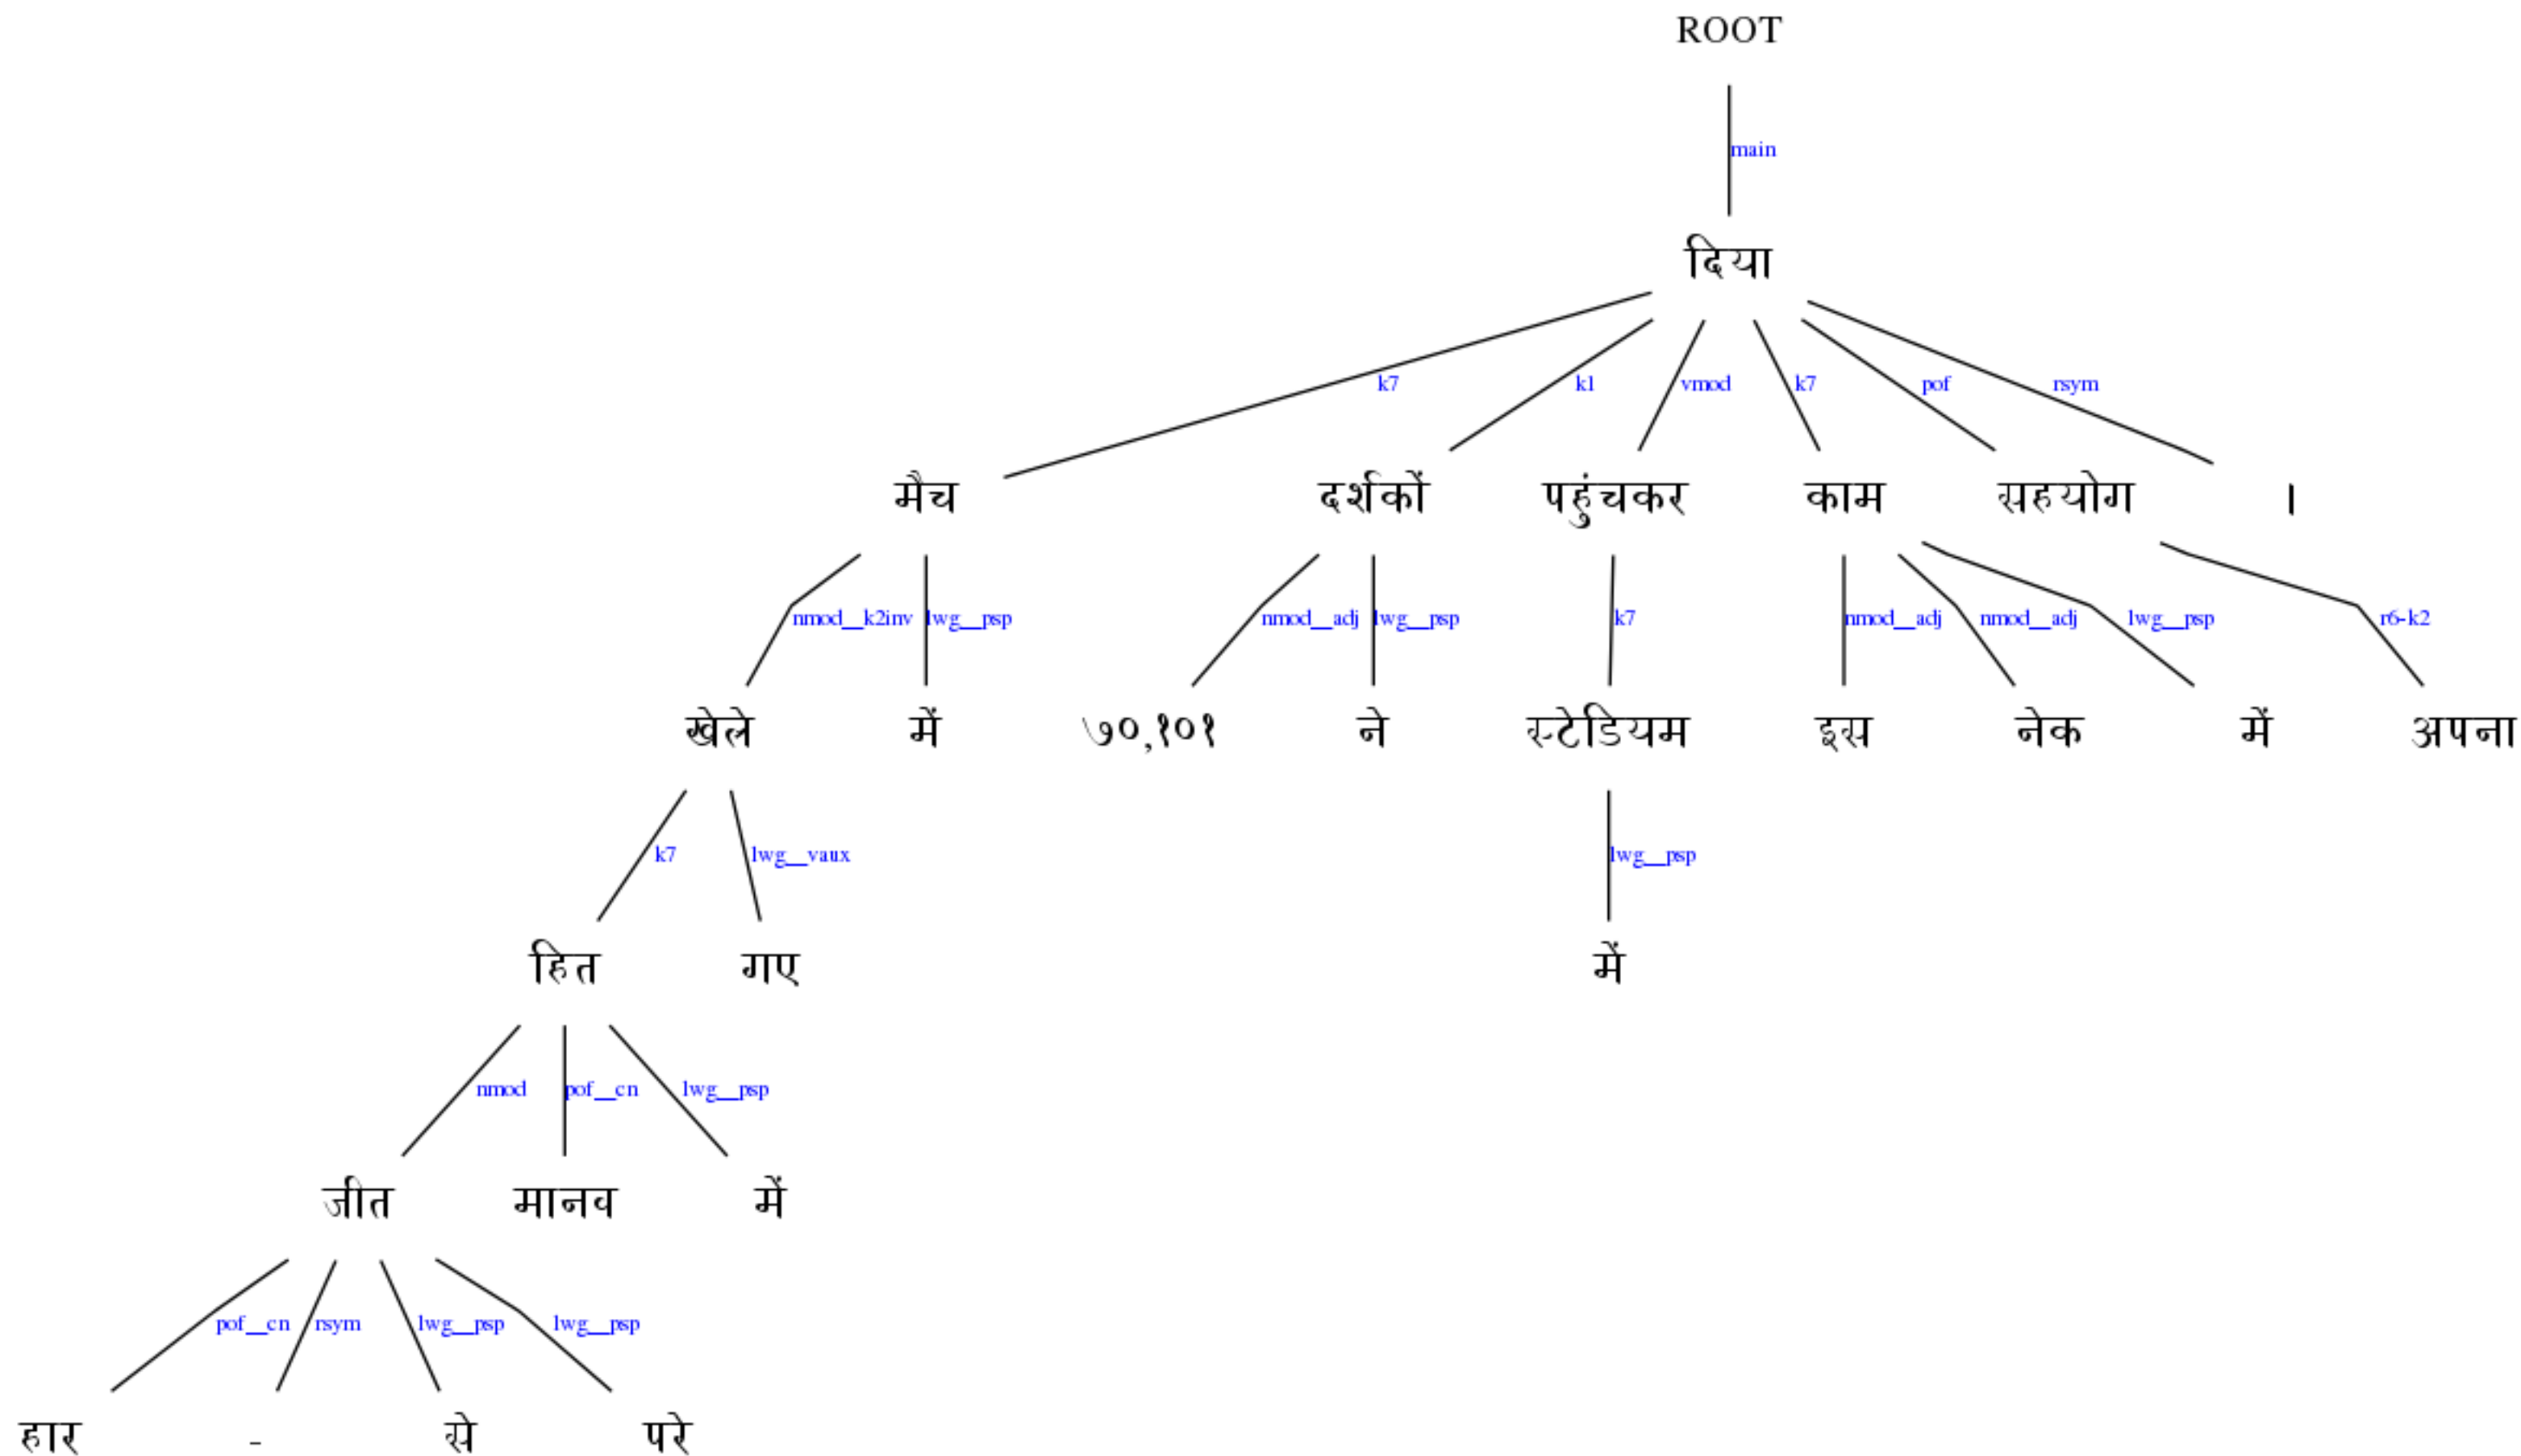 ROOT
main
दिया
k7 k1 vmod k7 pof rsym
मैच दर्शकों पहुंचकर काम सहयोग ।
nmod__k2inv lwg__psp nmod__adj lwg__psp k7 nmod__adj nmod__adj lwg__psp r6-k2
खेले में ७०,१०१ ने स्टेडियम इस नेक में अपना
k7 lwg__vaux lwg__psp
हित गए में
nmod pof__cn lwg__psp
जीत मानव में
pof__cn rsym lwg__psp lwg__psp
हार - से परे